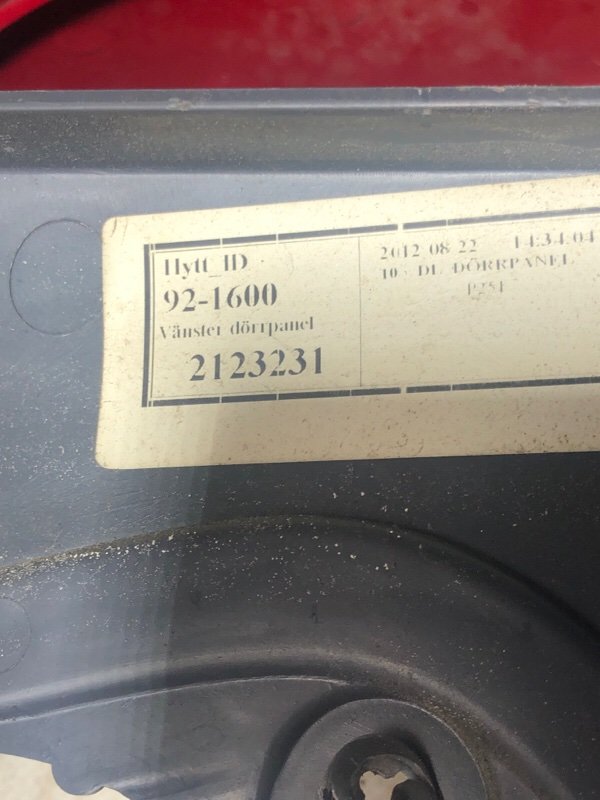 Hytt_ID
92-1600
Vänster dörrpanel
2123231
2012 08 22 14:34:04
10 DL DÖRRPANEL